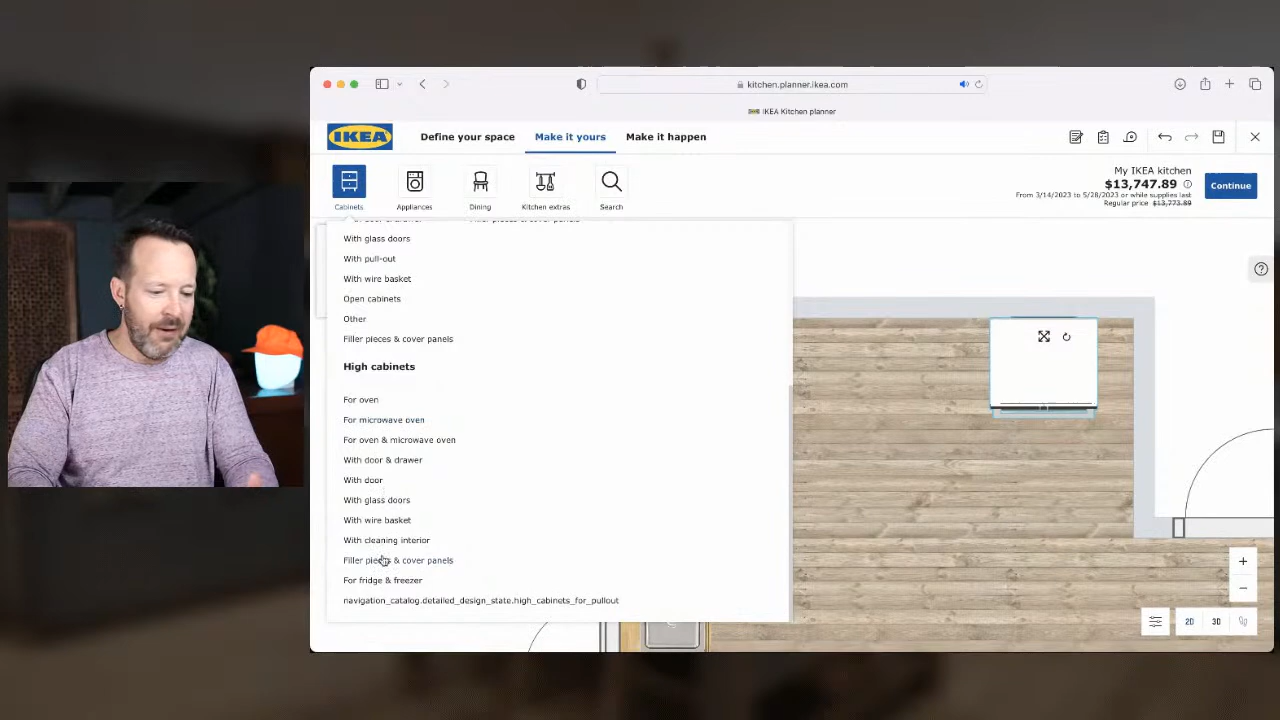 kitchen.planner.ikea.com
IKEA Kitchen planner
IKEA
Define your space
Make it yours
Make it happen
Cabinets
Appliances
Dining
Kitchen extras
Search
My IKEA kitchen
$13,747.89
From 3/14/2023 to 5/28/2023 or while supplies last
Regular price $13,773.89
Continue
With glass doors
With pull-out
With wire basket
Open cabinets
Other
Filler pieces & cover panels
High cabinets
For oven
For microwave oven
For oven & microwave oven
With door & drawer
With door
With glass doors
With wire basket
With cleaning interior
Filler pieces & cover panels
For fridge & freezer
navigation_catalog.detailed_design_state.high_cabinets_for_pullout
2D
3D